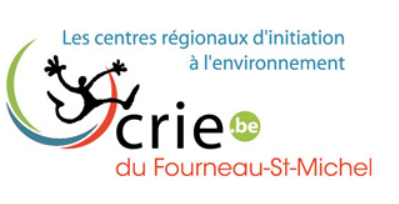 Les centres régionaux d'initiation
à l'environnement
crie.be
du Fourneau-St-Michel